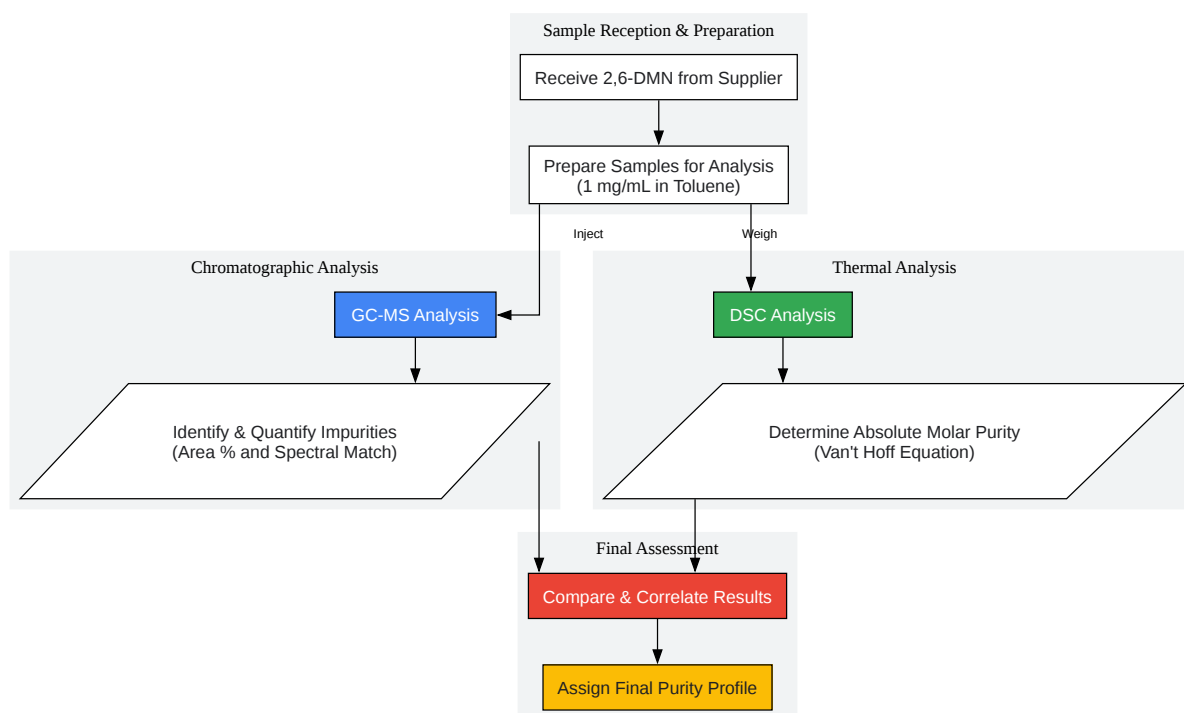 Sample Reception & Preparation
Receive 2,6-DMN from Supplier
Prepare Samples for Analysis
(1 mg/mL in Toluene)
Inject
Weigh
Chromatographic Analysis
Thermal Analysis
GC-MS Analysis
DSC Analysis
Identify & Quantify Impurities
(Area % and Spectral Match)
Determine Absolute Molar Purity
(Van't Hoff Equation)
Final Assessment
Compare & Correlate Results
Assign Final Purity Profile